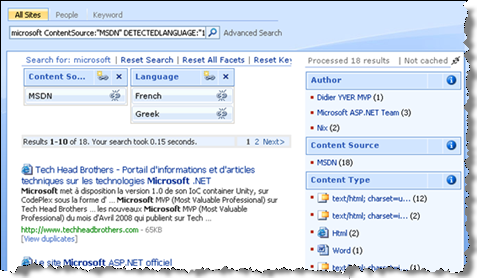 All Sites People Keyword
microsoft ContentSource:"MSDN" DETECTEDLANGUAGE:"1 Advanced Search
Search for: microsoft | Reset Search | Reset All Facets | Reset Key
Content So...
MSDN
Language
French
Greek
Results 1-10 of 18. Your search took 0.15 seconds. 1 2 Next>
Tech Head Brothers - Portail d'informations et d'articles
techniques sur les technologies Microsoft .NET
Microsoft met à disposition la version 1.0 de son IoC container Unity, sur
CodePlex sous la forme d' ... Microsoft MVP (Most Valuable Professional) sur
Tech Head Brothers ... les nouveaux Microsoft MVP (Most Valuable
Professional) du mois d'Avril 2008 qui publient sur Tech ...
http://www.techheadbrothers.com - 65KB
[View duplicates]
Le site Microsoft ASP.NET officiel
Processed 18 results | Not cached
Author
Didier YVER MVP (1)
Microsoft ASP.NET Team (3)
Nix (2)
Content Source
MSDN (18)
Content Type
text/html; charset=u... (12)
text/html; charset=i... (2)
Html (2)
Word (1)
text/html; charset=... (1)